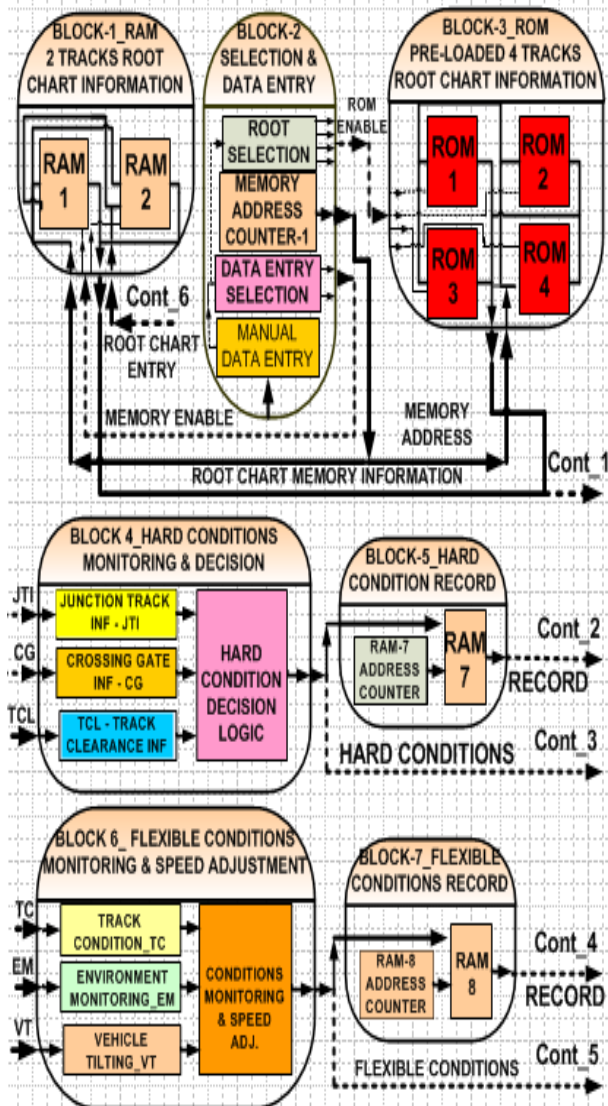 BLOCK-1_RAM
2 TRACKS ROOT
CHART INFORMATION
RAM
1
RAM
2
BLOCK-2
SELECTION &
DATA ENTRY
ROOT
SELECTION
MEMORY
ADDRESS
COUNTER-1
DATA ENTRY
SELECTION
MANUAL
DATA ENTRY
ROM
ENABLE
BLOCK-3_ROM
PRE-LOADED 4 TRACKS
ROOT CHART INFORMATION
ROM
1
ROM
2
ROM
3
ROM
4
Cont_6
ROOT CHART
ENTRY
MEMORY ENABLE
MEMORY
ADDRESS
ROOT CHART MEMORY INFORMATION
Cont_1
BLOCK 4_HARD CONDITIONS
MONITORING & DECISION
JTI
CG
TCL
JUNCTION TRACK
INF - JTI
CROSSING GATE
INF - CG
TCL - TRACK
CLEARANCE INF
HARD
CONDITION
DECISION
LOGIC
BLOCK-5_HARD
CONDITION RECORD
RAM-7
ADDRESS
COUNTER
RAM
7
Cont_2
RECORD
HARD CONDITIONS
Cont_3
BLOCK 6_ FLEXIBLE CONDITIONS
MONITORING & SPEED ADJUSTMENT
TC
EM
VT
TRACK
CONDITION_TC
ENVIRONMENT
MONITORING_EM
VEHICLE
TILTING_VT
CONDITIONS
MONITORING
& SPEED
ADJ.
BLOCK-7_FLEXIBLE
CONDITIONS RECORD
RAM-8
ADDRESS
COUNTER
RAM
8
Cont_4
RECORD
FLEXIBLE CONDITIONS
Cont_5